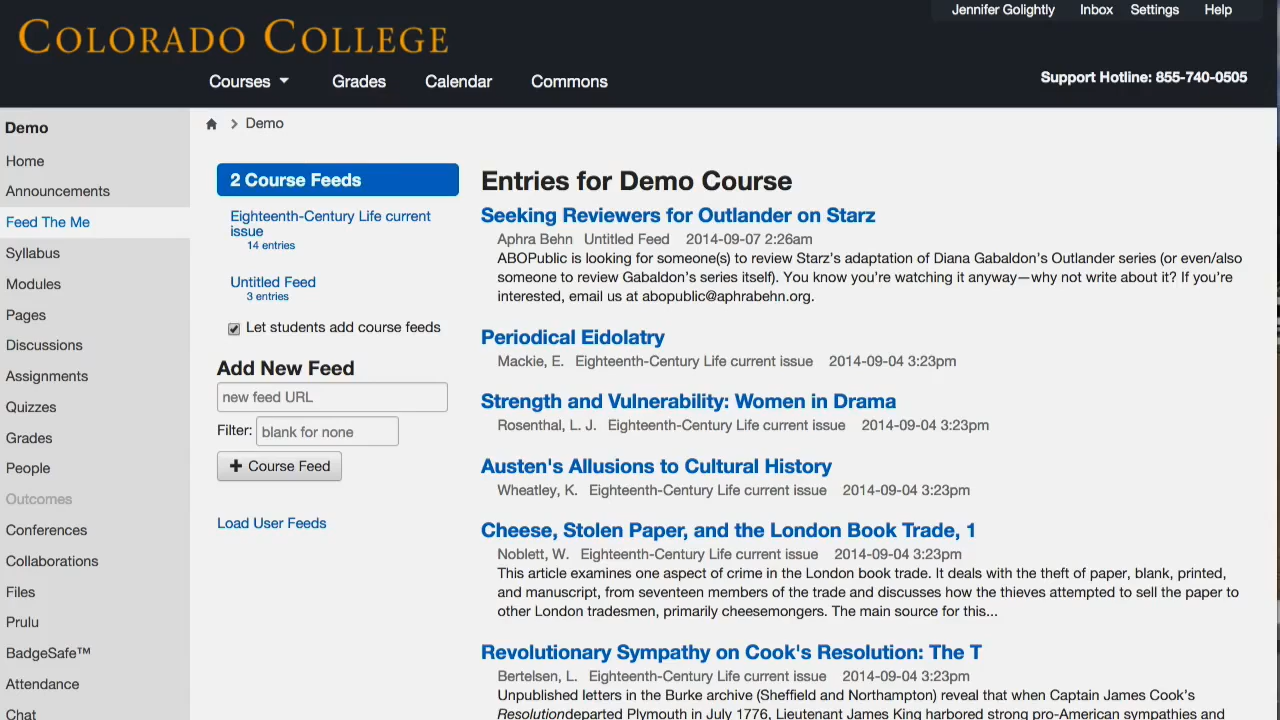 Jennifer Golightly Inbox Settings Help
COLORADO COLLEGE
Courses Grades Calendar Commons
Support Hotline: 855-740-0505
Demo
Home
Announcements
Feed The Me
Syllabus
Modules
Pages
Discussions
Assignments
Quizzes
Grades
People
Outcomes
Conferences
Collaborations
Files
Prulu
BadgeSafe™
Attendance
Chat
Demo
2 Course Feeds
Eighteenth-Century Life current
issue
14 entries
Untitled Feed
3 entries
Let students add course feeds
Add New Feed
new feed URL
Filter: blank for none
+ Course Feed
Load User Feeds
Entries for Demo Course
Seeking Reviewers for Outlander on Starz
Aphra Behn Untitled Feed 2014-09-07 2:26am
ABOPublic is looking for someone(s) to review Starz's adaptation of Diana Gabaldon's Outlander series (or even/also
someone to review Gabaldon's series itself). You know you're watching it anyway—why not write about it? If you're
interested, email us at abopublic@aphrabehn.org.
Periodical Eidolatry
Mackie, E. Eighteenth-Century Life current issue 2014-09-04 3:23pm
Strength and Vulnerability: Women in Drama
Rosenthal, L. J. Eighteenth-Century Life current issue 2014-09-04 3:23pm
Austen's Allusions to Cultural History
Wheatley, K. Eighteenth-Century Life current issue 2014-09-04 3:23pm
Cheese, Stolen Paper, and the London Book Trade, 1
Noblett, W. Eighteenth-Century Life current issue 2014-09-04 3:23pm
This article examines one aspect of crime in the London book trade. It deals with the theft of paper, blank, printed,
and manuscript, from seventeen members of the trade and discusses how the thieves attempted to sell the paper to
other London tradesmen, primarily cheesemongers. The main source for this...
Revolutionary Sympathy on Cook's Resolution: The T
Bertelsen, L. Eighteenth-Century Life current issue 2014-09-04 3:23pm
Unpublished letters in the Burke archive (Sheffield and Northampton) reveal that when Captain James Cook's
Resolutiondeparted Plymouth in July 1776, Lieutenant James King harbored strong pro-American sympathies and